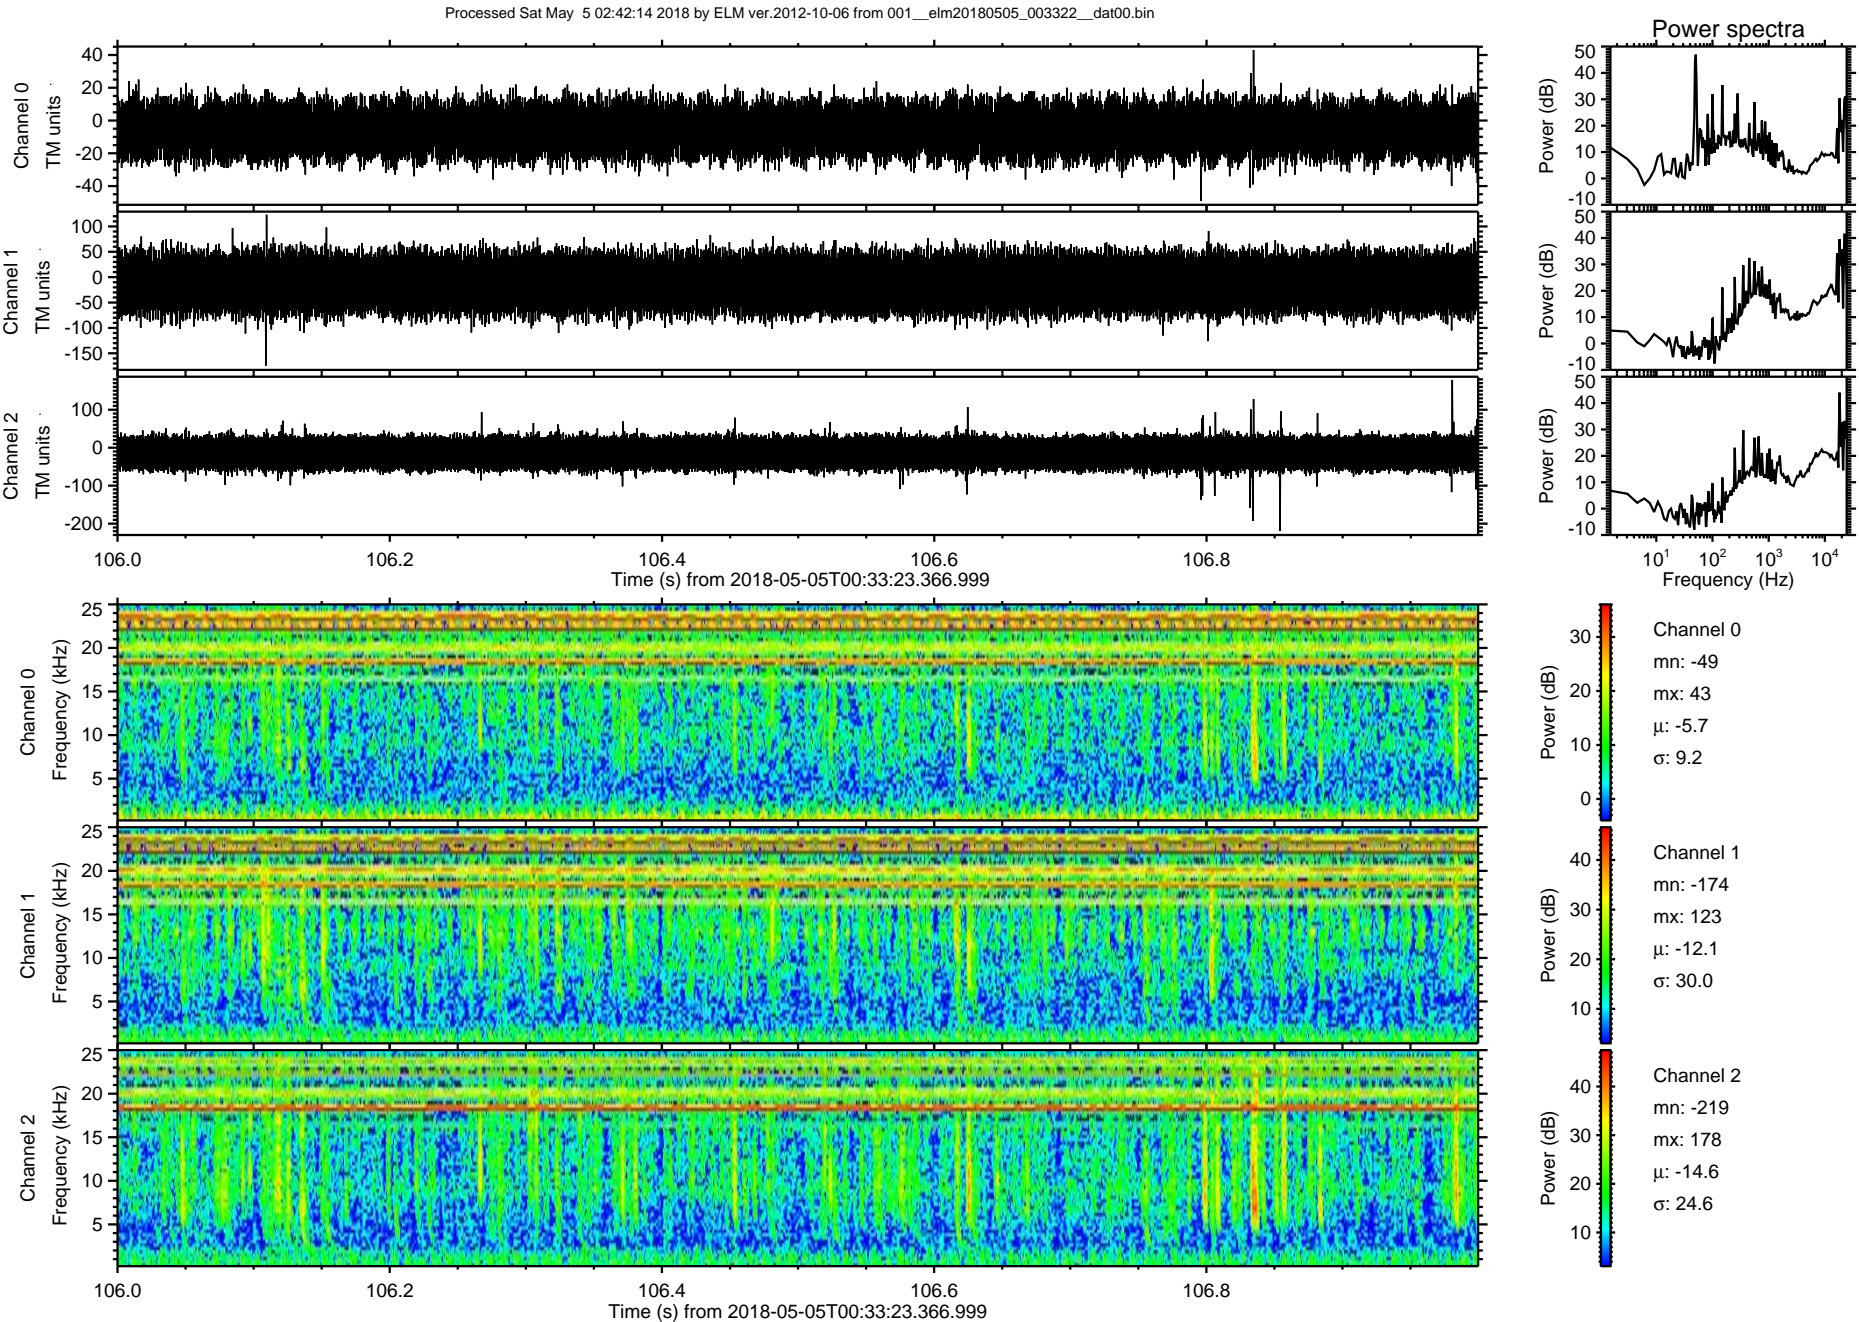 Processed Sat May  5 02:42:14 2018 by ELM ver.2012-10-06 from 001__elm20180505_003322__dat00.bin
Power spectra
Channel 0
TM units
40
20
0
-20
-40
Power (dB)
50
40
30
20
10
0
-10
Channel 1
TM units
100
50
0
-50
-100
-150
Power (dB)
50
40
30
20
10
0
-10
Channel 2
TM units
100
0
-100
-200
Power (dB)
50
40
30
20
10
0
-10
106.0 106.2 106.4 106.6 106.8
Time (s) from 2018-05-05T00:33:23.366.999
10¹ 10² 10³ 10⁴
Frequency (Hz)
Channel 0
Frequency (kHz)
25
20
15
10
5
Power (dB)
30
20
10
0
Channel 0
mn: -49
mx: 43
μ: -5.7
σ: 9.2
Channel 1
Frequency (kHz)
25
20
15
10
5
Power (dB)
40
30
20
10
Channel 1
mn: -174
mx: 123
μ: -12.1
σ: 30.0
Channel 2
Frequency (kHz)
25
20
15
10
5
Power (dB)
40
30
20
10
Channel 2
mn: -219
mx: 178
μ: -14.6
σ: 24.6
106.0 106.2 106.4 106.6 106.8
Time (s) from 2018-05-05T00:33:23.366.999